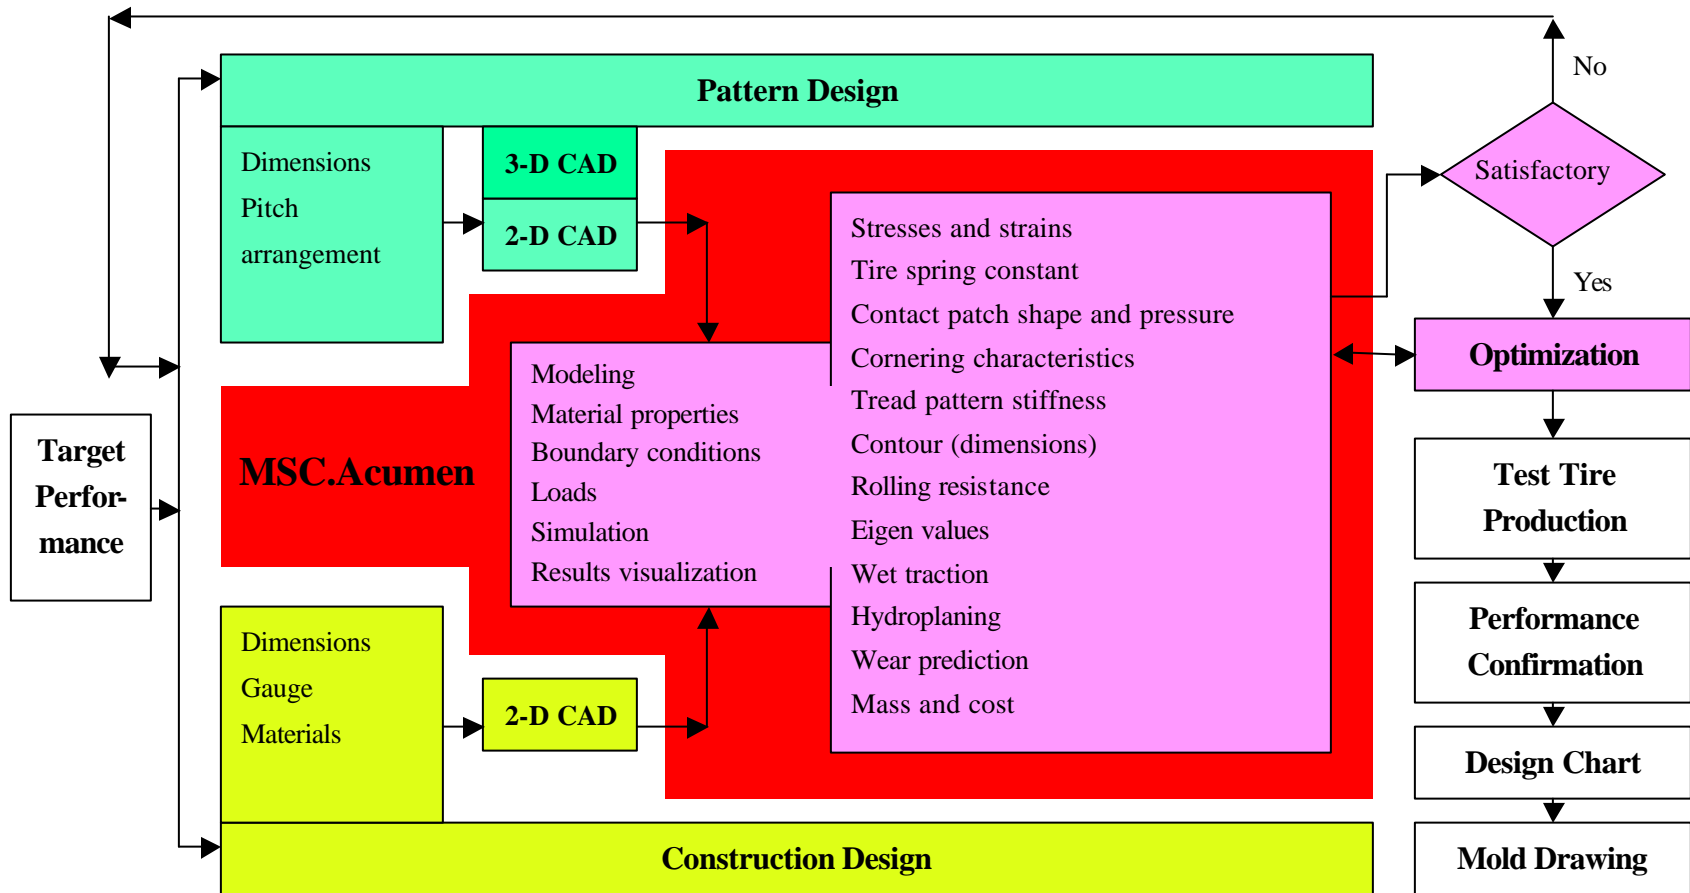 No
Pattern Design
Dimensions
Pitch
arrangement
3-D CAD
2-D CAD
Satisfactory
Yes
Stresses and strains
Tire spring constant
Contact patch shape and pressure
Cornering characteristics
Tread pattern stiffness
Contour (dimensions)
Rolling resistance
Eigen values
Wet traction
Hydroplaning
Wear prediction
Mass and cost
Optimization
Modeling
Material properties
Boundary conditions
Loads
Simulation
Results visualization
Target
Perfor-
mance
MSC.Acumen
Test Tire
Production
Dimensions
Gauge
Materials
2-D CAD
Performance
Confirmation
Design Chart
Construction Design
Mold Drawing